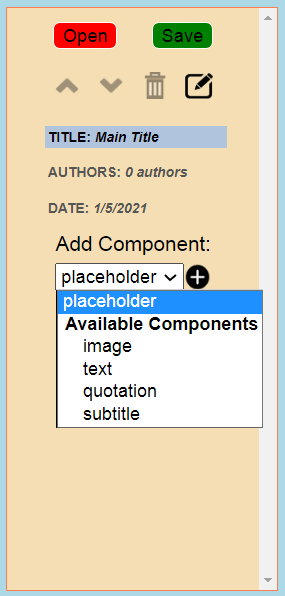 Open Save
TITLE: Main Title
AUTHORS: 0 authors
DATE: 1/5/2021
Add Component:
placeholder
placeholder
Available Components
image
text
quotation
subtitle